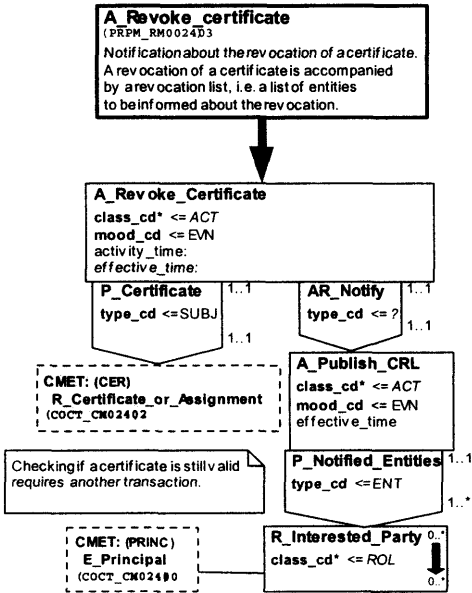 A_Revoke_certificate
(PRPM_RM0024D3
Notification about the revocation of a certificate.
A revocation of a certificate is accompanied
by a revocation list, i.e. a list of entities
to be informed about the revocation.
A_Revoke_Certificate
class_cd* <= ACT
mood_cd <= EVN
activity_time:
effective_time:
P_Certificate 1..1
type_cd <=SUBJ
1..1
AR_Notify 1..1
type_cd <= ?
1..1
CMET: (CER)
R_Certificate_or_Assignment
(COCT_CM02402
A_Publish_CRL
class_cd* <= ACT
mood_cd <= EVN
effective_time
Checking if a certificate is still valid
requires another transaction.
P_Notified_Entities 1..1
type_cd <=ENT
1..*
CMET: (PRINC)
E_Principal
(COCT_CM02400
R_Interested_Party 0..*
class_cd* <= ROL
0..*